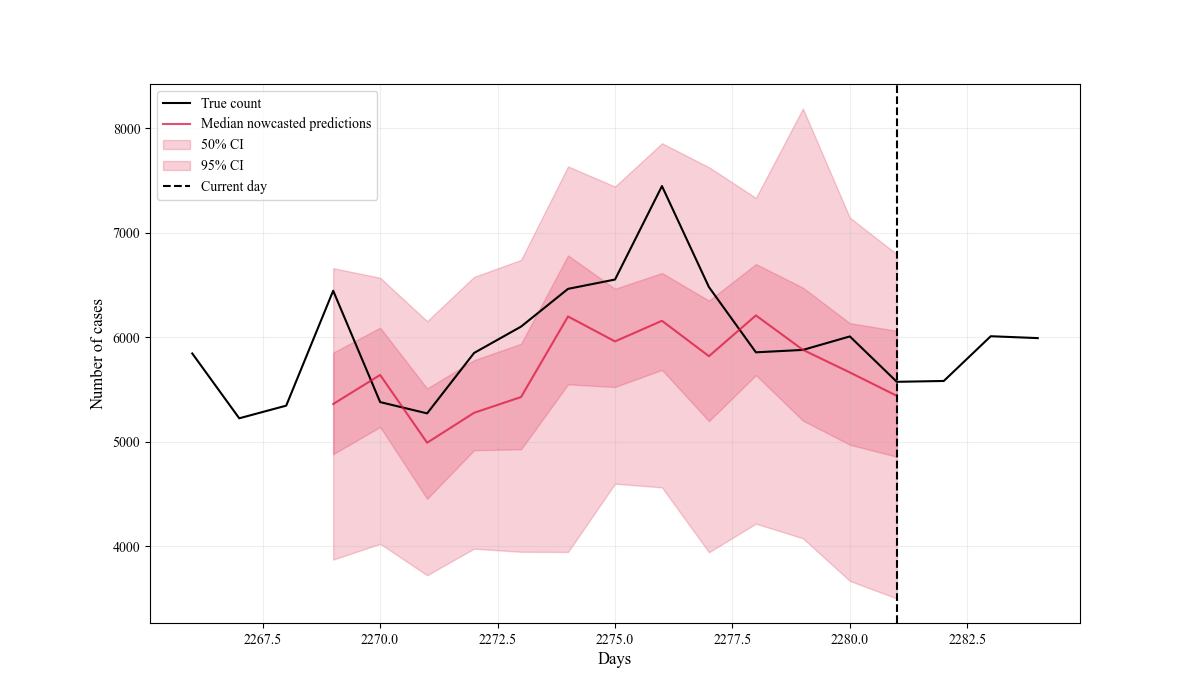 True count
Median nowcasted predictions
50% CI
95% CI
Current day
8000
7000
6000
5000
4000
Number of cases
2267.5 2270.0 2272.5 2275.0 2277.5 2280.0 2282.5
Days